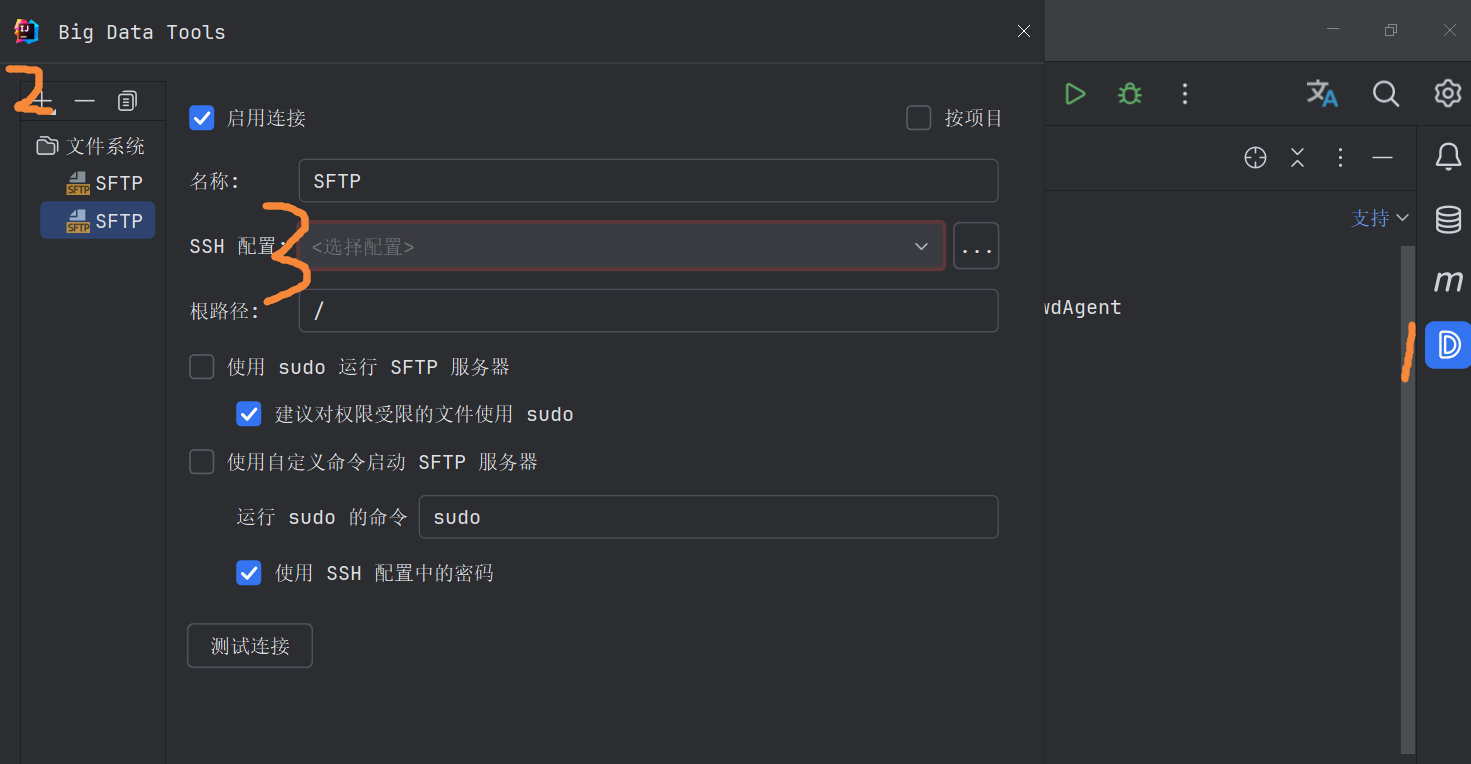 Big Data Tools
2
启用连接
按项目
文件系统
SFTP
SFTP
名称:
SFTP
支持
SSH 配置:
3
<选择配置>
...
根路径:
/
wdAgent
m
D
1
使用 sudo 运行 SFTP 服务器
建议对权限受限的文件使用 sudo
使用自定义命令启动 SFTP 服务器
运行 sudo 的命令
sudo
使用 SSH 配置中的密码
测试连接